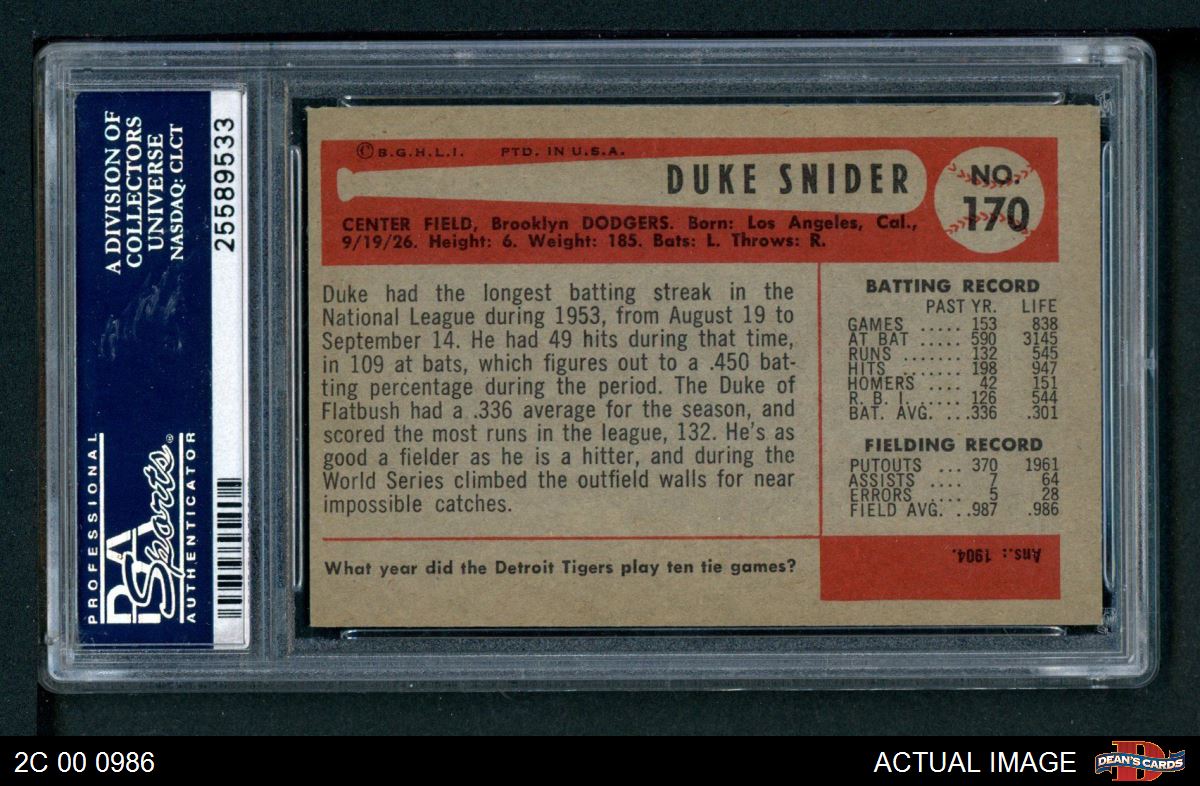 A DIVISION OF
COLLECTORS
UNIVERSE
NASDAQ: CLCT
25589533
PROFESSIONAL
PSA
Sports®
AUTHENTICATOR
© B.G.H.L.I. PTD. IN U.S.A.
DUKE SNIDER
NO.
170
CENTER FIELD, Brooklyn DODGERS. Born: Los Angeles, Cal.,
9/19/26. Height: 6. Weight: 185. Bats: L. Throws: R.
Duke had the longest batting streak in the
National League during 1953, from August 19 to
September 14. He had 49 hits during that time,
in 109 at bats, which figures out to a .450 bat-
ting percentage during the period. The Duke of
Flatbush had a .336 average for the season, and
scored the most runs in the league, 132. He's as
good a fielder as he is a hitter, and during the
World Series climbed the outfield walls for near
impossible catches.
BATTING RECORD
PAST YR. LIFE
GAMES ..... 153 838
AT BAT ..... 590 3145
RUNS ....... 132 545
HITS ....... 198 947
HOMERS .... 42 151
R. B. I. ..... 126 544
BAT. AVG. ...336 .301
FIELDING RECORD
PUTOUTS ... 370 1961
ASSISTS .... 7 64
ERRORS .... 5 28
FIELD AVG. ..987 .986
What year did the Detroit Tigers play ten tie games?
Ans.: 1904.
2C 00 0986
ACTUAL IMAGE
DEAN'S CARDS